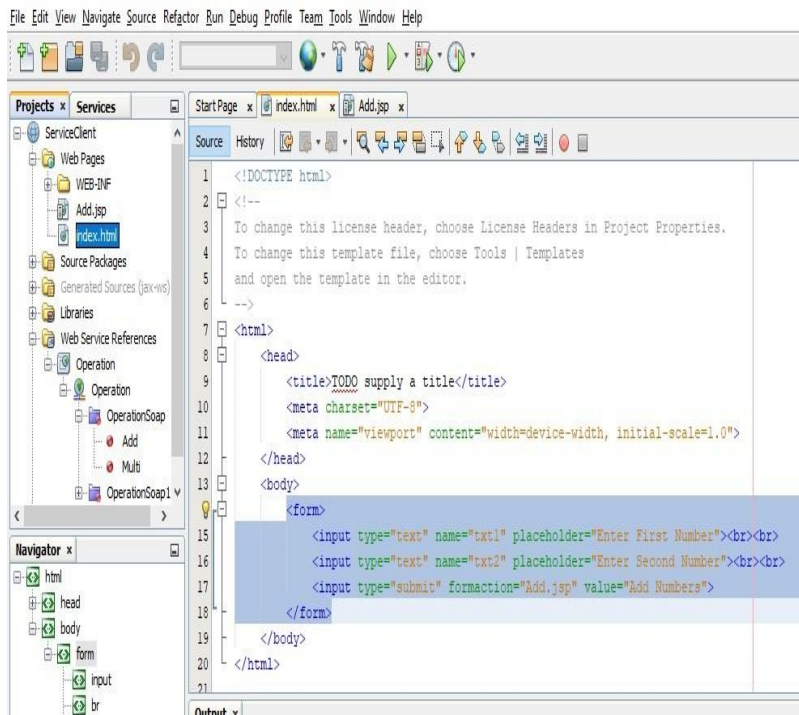 File Edit View Navigate Source Refactor Run Debug Profile Team Tools Window Help
Projects x Services
ServiceClient
Web Pages
WEB-INF
Add.jsp
index.html
Source Packages
Generated Sources (jax-ws)
Libraries
Web Service References
Operation
Operation
OperationSoap
Add
Multi
OperationSoap1
Navigator x
html
head
body
form
input
br
Start Page x index.html x Add.jsp x
Source History
1 <!DOCTYPE html>
2 <!--
3 To change this license header, choose License Headers in Project Properties.
4 To change this template file, choose Tools | Templates
5 and open the template in the editor.
6 -->
7 <html>
8 <head>
9 <title>TODO supply a title</title>
10 <meta charset="UTF-8">
11 <meta name="viewport" content="width=device-width, initial-scale=1.0">
12 </head>
13 <body>
<form>
15 <input type="text" name="txt1" placeholder="Enter First Number"><br><br>
16 <input type="text" name="txt2" placeholder="Enter Second Number"><br><br>
17 <input type="submit" formaction="Add.jsp" value="Add Numbers">
18 </form>
19 </body>
20 </html>
21
Output x